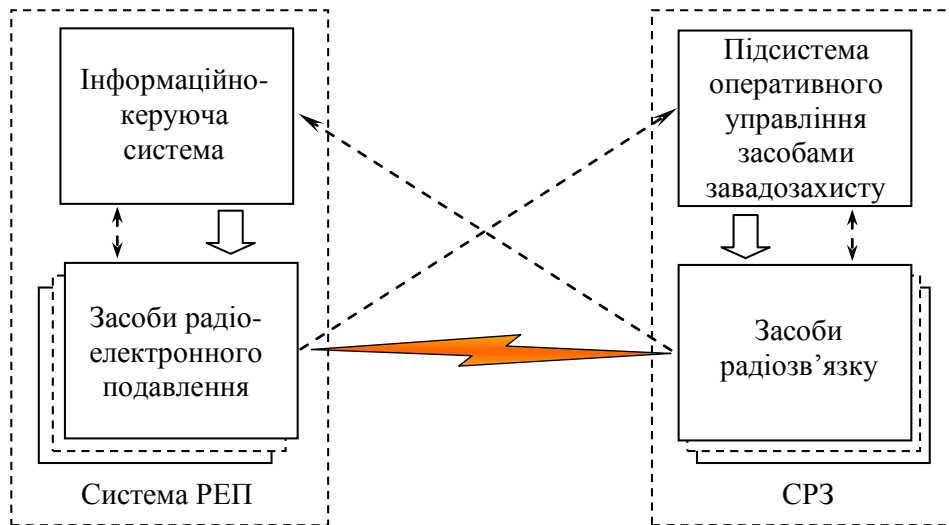 Інформаційно-
керуюча
система
Підсистема
оперативного
управління
засобами
завадозахисту
Засоби радіо-
електронного
подавлення
Засоби
радіозв’язку
Система РЕП
СРЗ